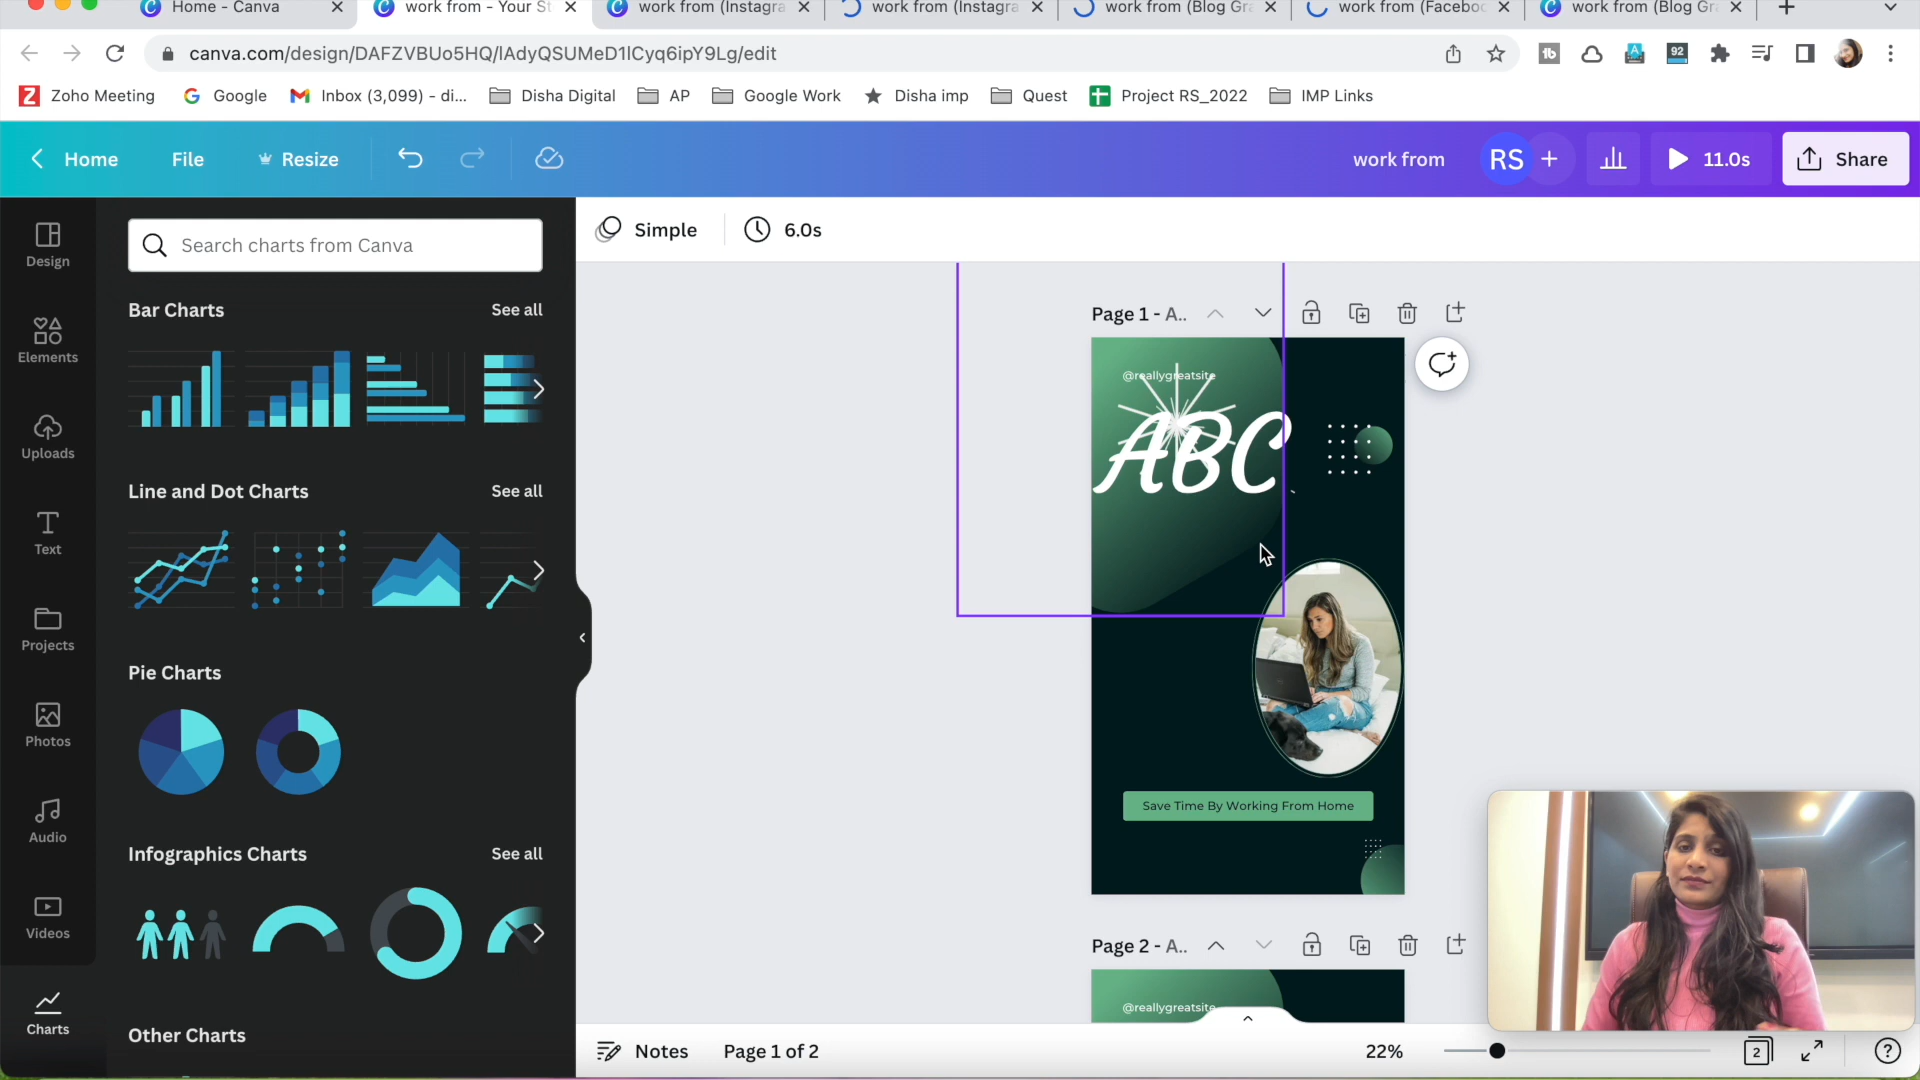 Home - Canva
work from - Your St
work from (Instagra
work from (Instagra
work from (Blog Gra
work from (Faceboo
work from (Blog Gra
canva.com/design/DAFZVBUo5HQ/lAdyQSUMeD1lCyq6ipY9Lg/edit
92
Zoho Meeting
Google
Inbox (3,099) - di...
Disha Digital
AP
Google Work
Disha imp
Quest
Project RS_2022
IMP Links
Home
File
Resize
work from
RS
11.0s
Share
Design
Elements
Uploads
Text
Projects
Photos
Audio
Videos
Charts
Search charts from Canva
Bar Charts
See all
Line and Dot Charts
See all
Pie Charts
Infographics Charts
See all
Other Charts
Simple
6.0s
Page 1 - A..
@reallygreatsite
ABC
Save Time By Working From Home
Page 2 - A..
@reallygreatsite
Notes
Page 1 of 2
22%
2